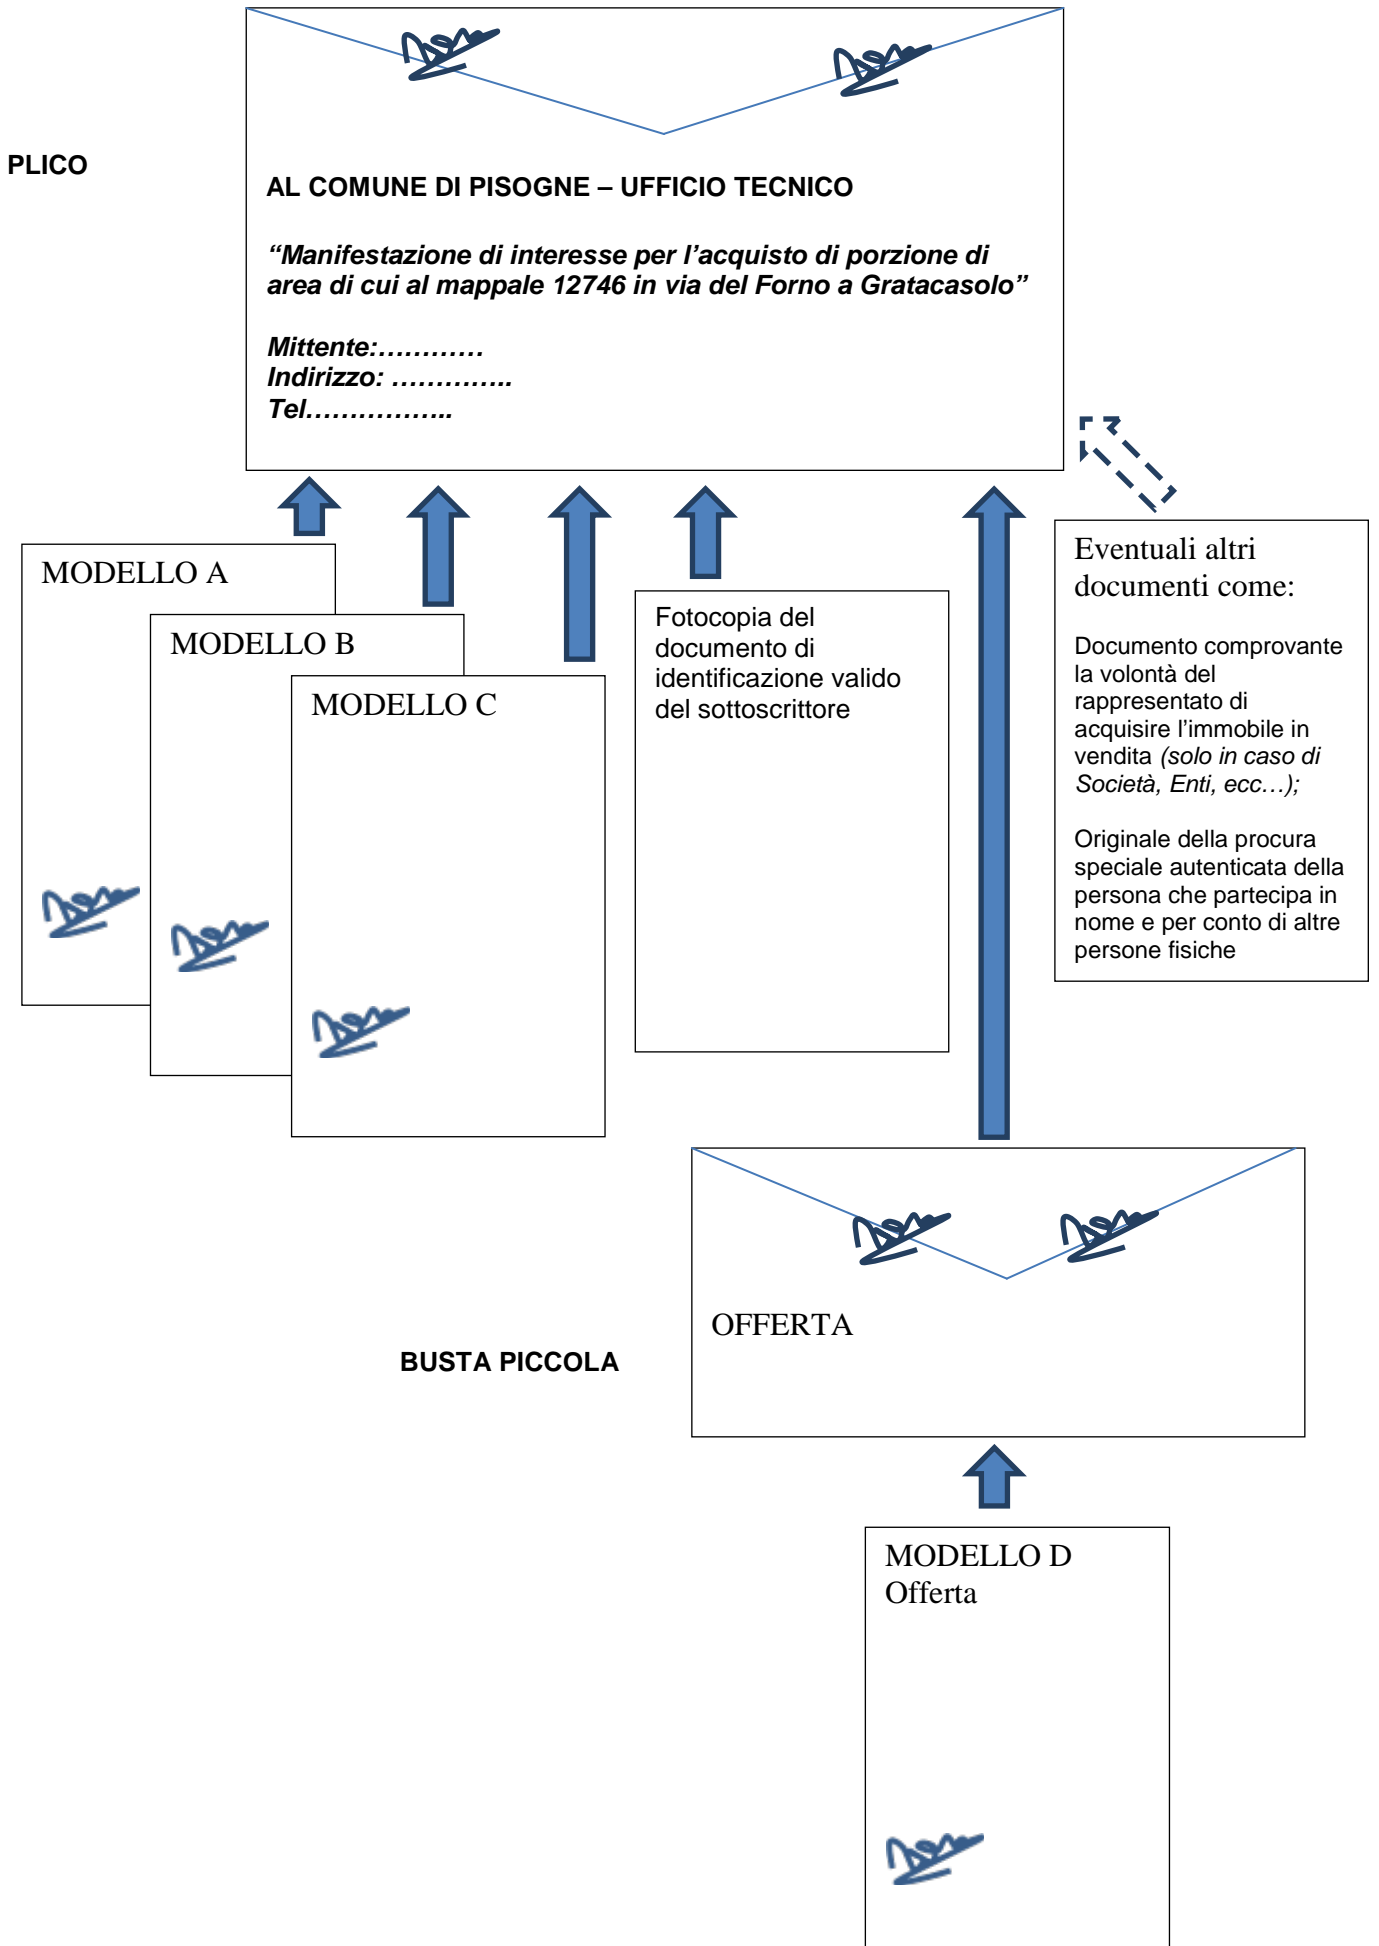 PLICO
AL COMUNE DI PISOGNE – UFFICIO TECNICO
“Manifestazione di interesse per l’acquisto di porzione di
area di cui al mappale 12746 in via del Forno a Gratacasolo”
Mittente:…………
Indirizzo: …………..
Tel……………..
MODELLO A
MODELLO B
MODELLO C
Fotocopia del
documento di
identificazione valido
del sottoscrittore
Eventuali altri
documenti come:
Documento comprovante
la volontà del
rappresentato di
acquisire l’immobile in
vendita (solo in caso di
Società, Enti, ecc…);
Originale della procura
speciale autenticata della
persona che partecipa in
nome e per conto di altre
persone fisiche
OFFERTA
BUSTA PICCOLA
MODELLO D
Offerta